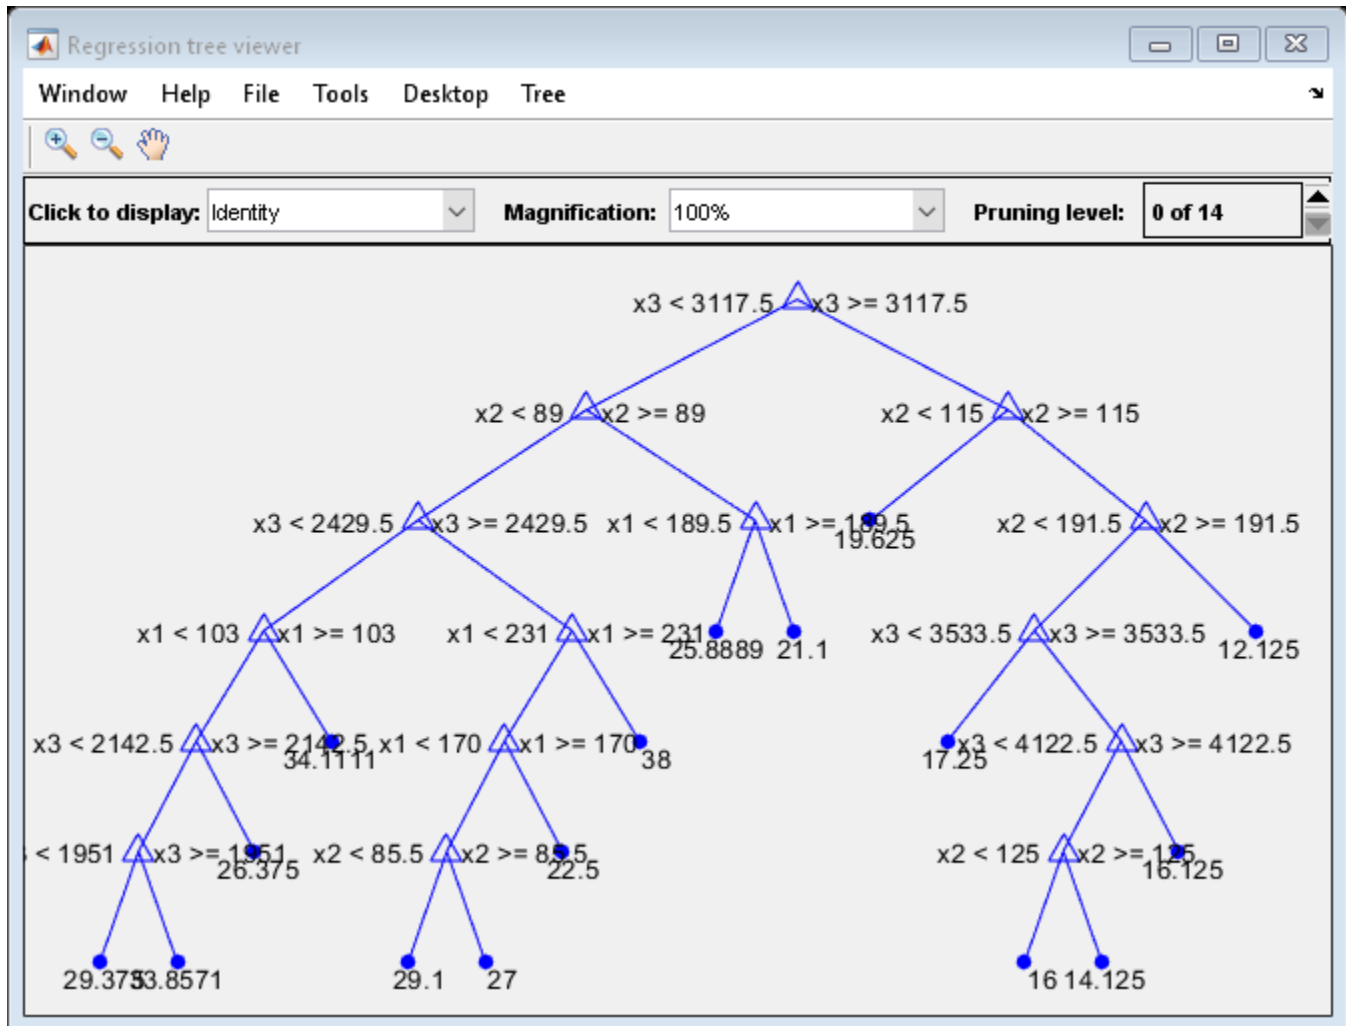 Regression tree viewer
Window Help File Tools Desktop Tree
Click to display: Identity Magnification: 100% Pruning level: 0 of 14
x3 < 3117.5 x3 >= 3117.5
x2 < 89 x2 >= 89 x2 < 115 x2 >= 115
x3 < 2429.5 x3 >= 2429.5 x1 < 189.5 x1 >= 189.5 x2 < 191.5 x2 >= 191.5
19.625
x1 < 103 x1 >= 103 x1 < 231 x1 >= 231 x3 < 3533.5 x3 >= 3533.5
25.8889 21.1 12.125
x3 < 2142.5 x3 >= 2142.5 x1 < 170 x1 >= 170 x3 < 4122.5 x3 >= 4122.5
34.1111 38 17.25
< 1951 x3 >= 1951 x2 < 85.5 x2 >= 85.5 x2 < 125 x2 >= 125
26.375 22.5 16.125
29.375 33.8571 29.1 27 16 14.125